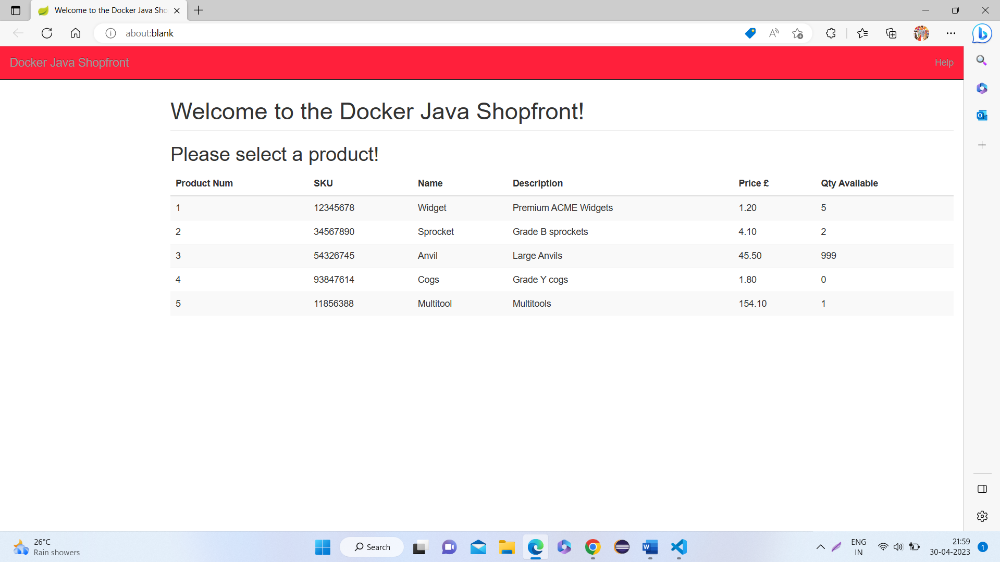 Welcome to the Docker Java Sho
about:blank
Docker Java Shopfront Help
Welcome to the Docker Java Shopfront!
Please select a product!
Product Num SKU Name Description Price £ Qty Available
1 12345678 Widget Premium ACME Widgets 1.20 5
2 34567890 Sprocket Grade B sprockets 4.10 2
3 54326745 Anvil Large Anvils 45.50 999
4 93847614 Cogs Grade Y cogs 1.80 0
5 11856388 Multitool Multitools 154.10 1
26°C
Rain showers
Search
ENG
IN
21:59
30-04-2023
1